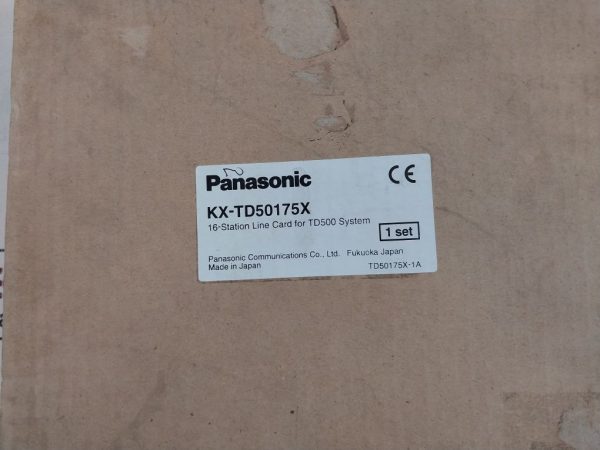 Panasonic
CE
KX-TD50175X
16-Station Line Card for TD500 System
1 set
Panasonic Communications Co., Ltd. Fukuoka Japan
Made in Japan
TD50175X-1A